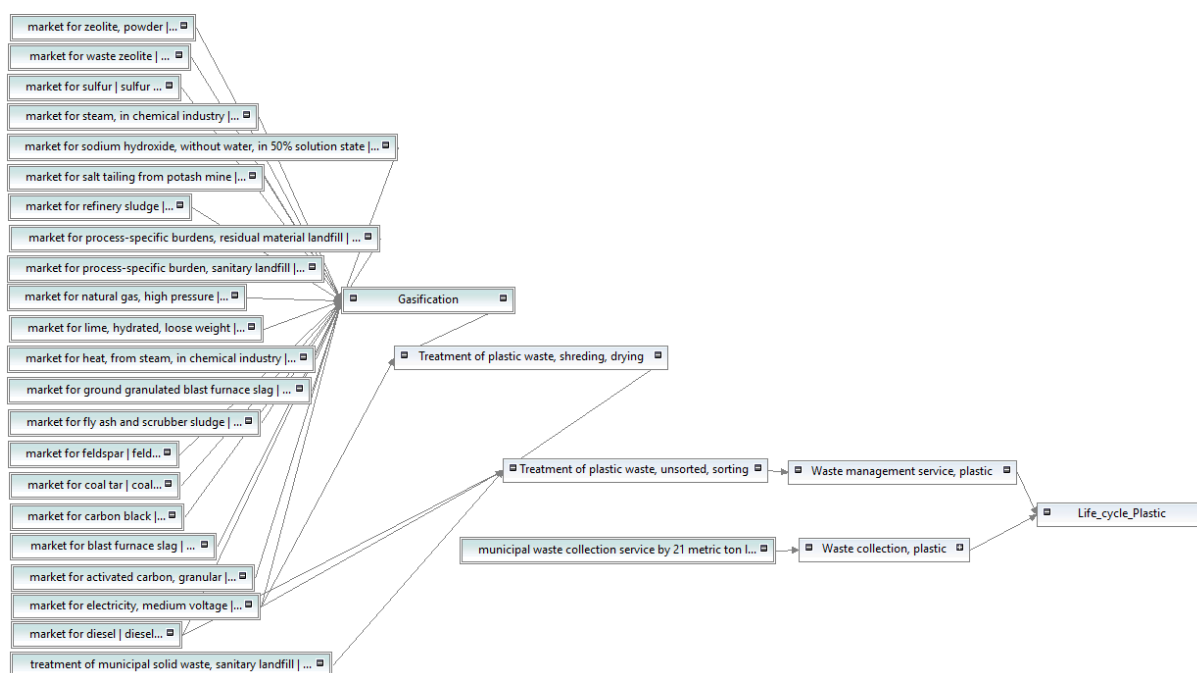 market for zeolite, powder |...
market for waste zeolite | ...
market for sulfur | sulfur ...
market for steam, in chemical industry |...
market for sodium hydroxide, without water, in 50% solution state |...
market for salt tailing from potash mine |...
market for refinery sludge |...
market for process-specific burdens, residual material landfill | ...
market for process-specific burden, sanitary landfill |...
market for natural gas, high pressure |...
Gasification
market for lime, hydrated, loose weight |...
market for heat, from steam, in chemical industry |...
Treatment of plastic waste, shreding, drying
market for ground granulated blast furnace slag | ...
market for fly ash and scrubber sludge | ...
market for feldspar | feld...
Treatment of plastic waste, unsorted, sorting
Waste management service, plastic
market for coal tar | coal...
market for carbon black |...
Life_cycle_Plastic
market for blast furnace slag | ...
municipal waste collection service by 21 metric ton l...
Waste collection, plastic
market for activated carbon, granular |...
market for electricity, medium voltage |...
market for diesel | diesel...
treatment of municipal solid waste, sanitary landfill | ...